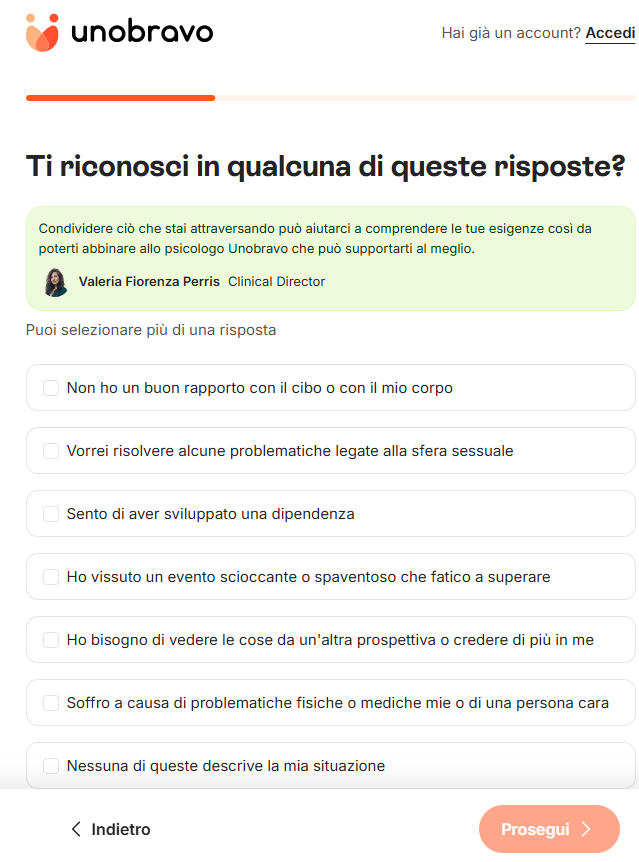 unobravo
Hai già un account? Accedi
Ti riconosci in qualcuna di queste risposte?
Condividere ciò che stai attraversando può aiutarci a comprendere le tue esigenze così da
poterti abbinare allo psicologo Unobravo che può supportarti al meglio.
Valeria Fiorenza Perris Clinical Director
Puoi selezionare più di una risposta
Non ho un buon rapporto con il cibo o con il mio corpo
Vorrei risolvere alcune problematiche legate alla sfera sessuale
Sento di aver sviluppato una dipendenza
Ho vissuto un evento scioccante o spaventoso che fatico a superare
Ho bisogno di vedere le cose da un'altra prospettiva o credere di più in me
Soffro a causa di problematiche fisiche o mediche mie o di una persona cara
Nessuna di queste descrive la mia situazione
Indietro
Prosegui